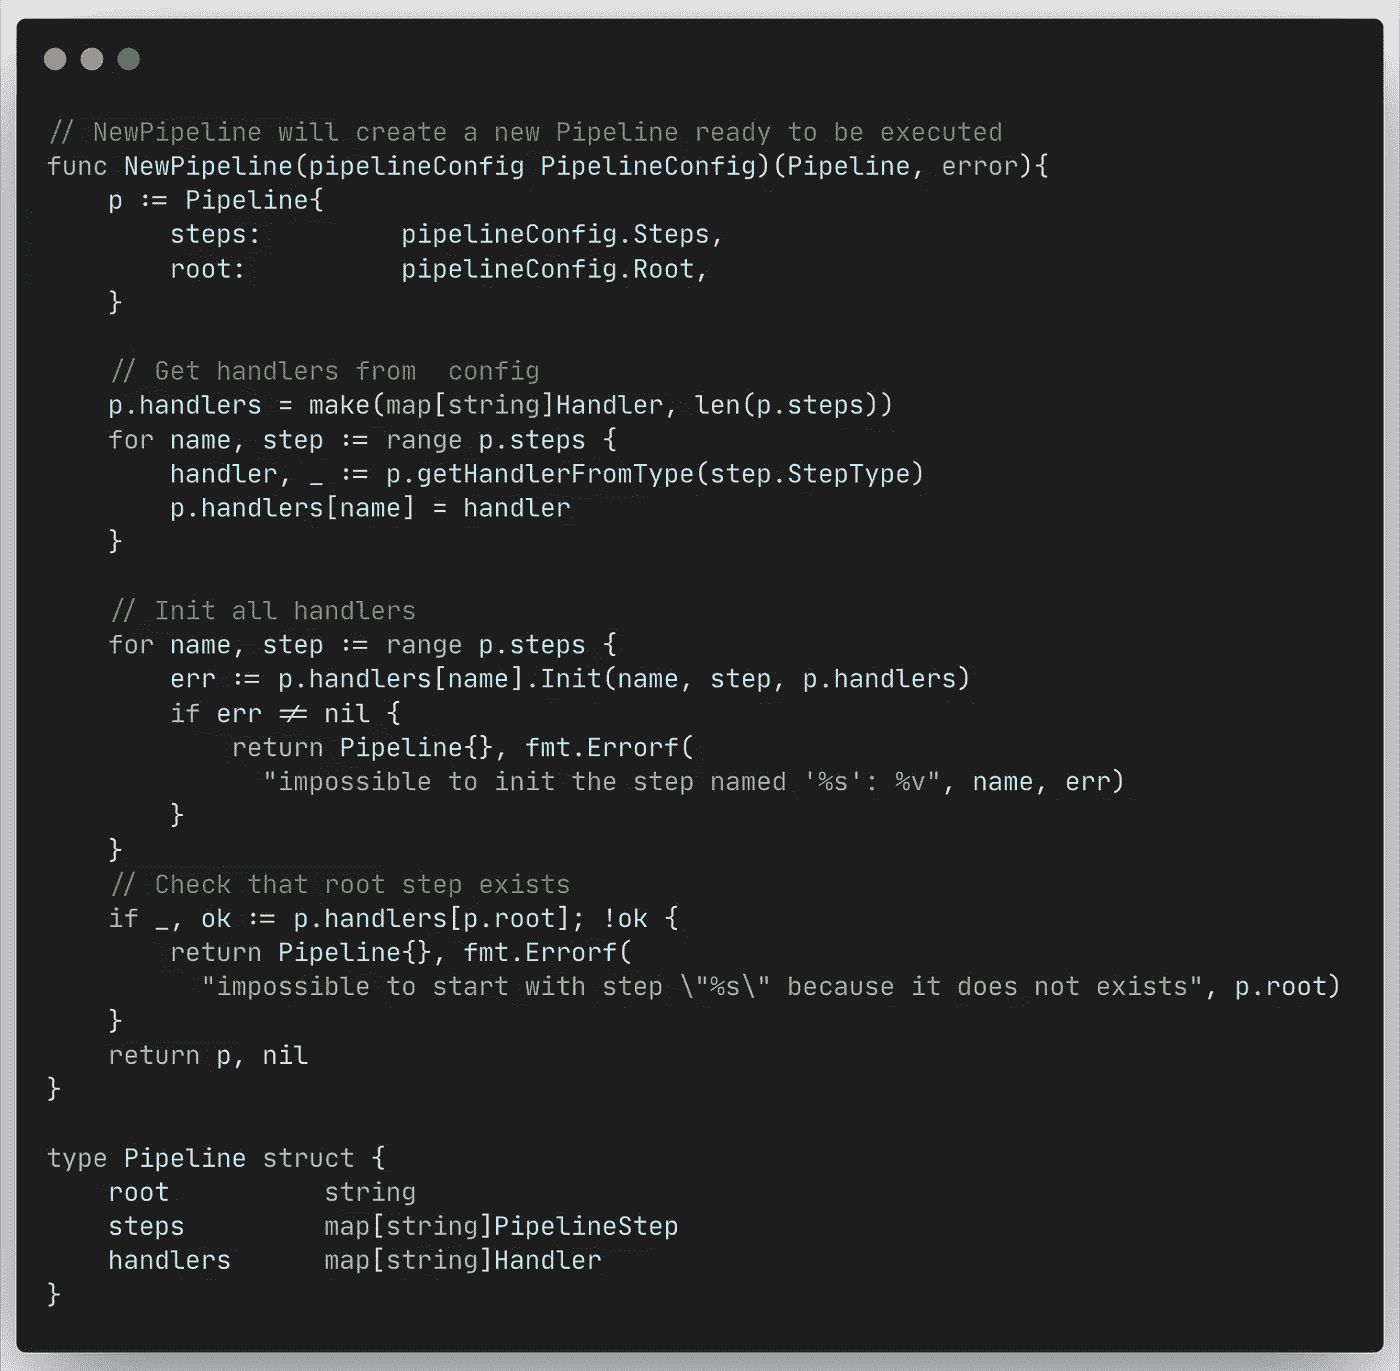 // NewPipeline will create a new Pipeline ready to be executed
func NewPipeline(pipelineConfig PipelineConfig)(Pipeline, error){
    p := Pipeline{
        steps:         pipelineConfig.Steps,
        root:          pipelineConfig.Root,
    }

    // Get handlers from  config
    p.handlers = make(map[string]Handler, len(p.steps))
    for name, step := range p.steps {
        handler, _ := p.getHandlerFromType(step.StepType)
        p.handlers[name] = handler
    }

    // Init all handlers
    for name, step := range p.steps {
        err := p.handlers[name].Init(name, step, p.handlers)
        if err != nil {
            return Pipeline{}, fmt.Errorf(
              "impossible to init the step named '%s': %v", name, err)
        }
    }
    // Check that root step exists
    if _, ok := p.handlers[p.root]; !ok {
        return Pipeline{}, fmt.Errorf(
          "impossible to start with step \"%s\" because it does not exists", p.root)
    }
    return p, nil
}

type Pipeline struct {
    root          string
    steps         map[string]PipelineStep
    handlers      map[string]Handler
}